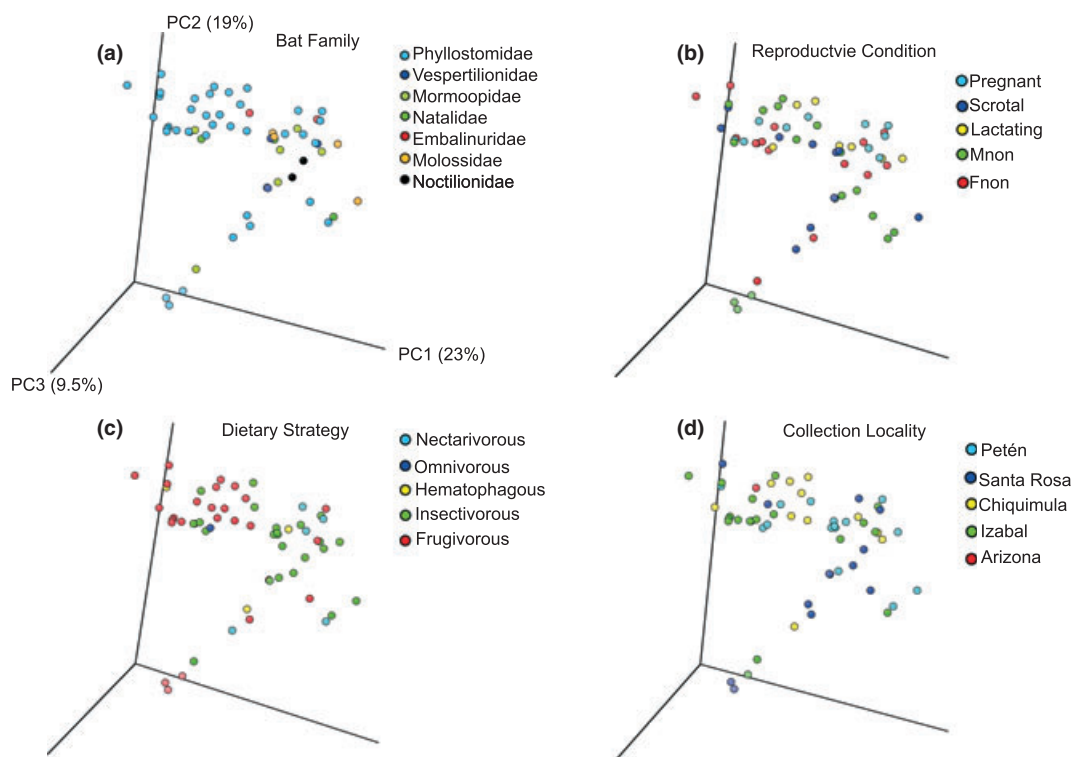 PC2 (19%)
(a)
Bat Family
Phyllostomidae
Vespertilionidae
Mormoopidae
Natalidae
Embalinuridae
Molossidae
Noctilionidae
PC1 (23%)
PC3 (9.5%)
(b)
Reproductvie Condition
Pregnant
Scrotal
Lactating
Mnon
Fnon
(c)
Dietary Strategy
Nectarivorous
Omnivorous
Hematophagous
Insectivorous
Frugivorous
(d)
Collection Locality
Petén
Santa Rosa
Chiquimula
Izabal
Arizona